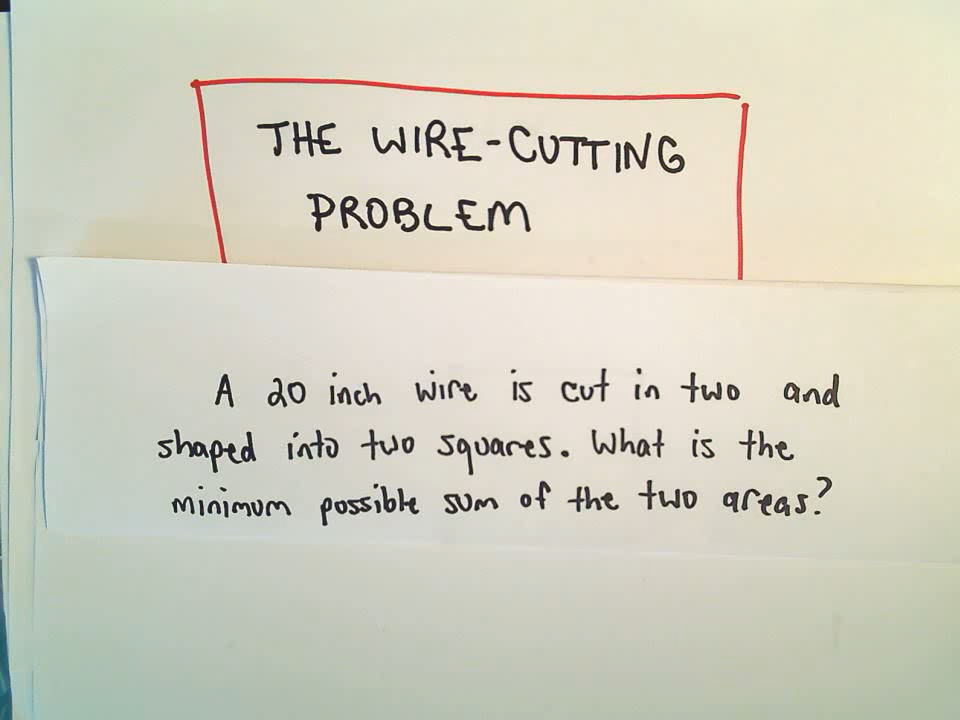 THE WIRE-CUTTING
PROBLEM
A 20 inch wire is cut in two and
shaped into two squares. What is the
minimum possible sum of the two areas?